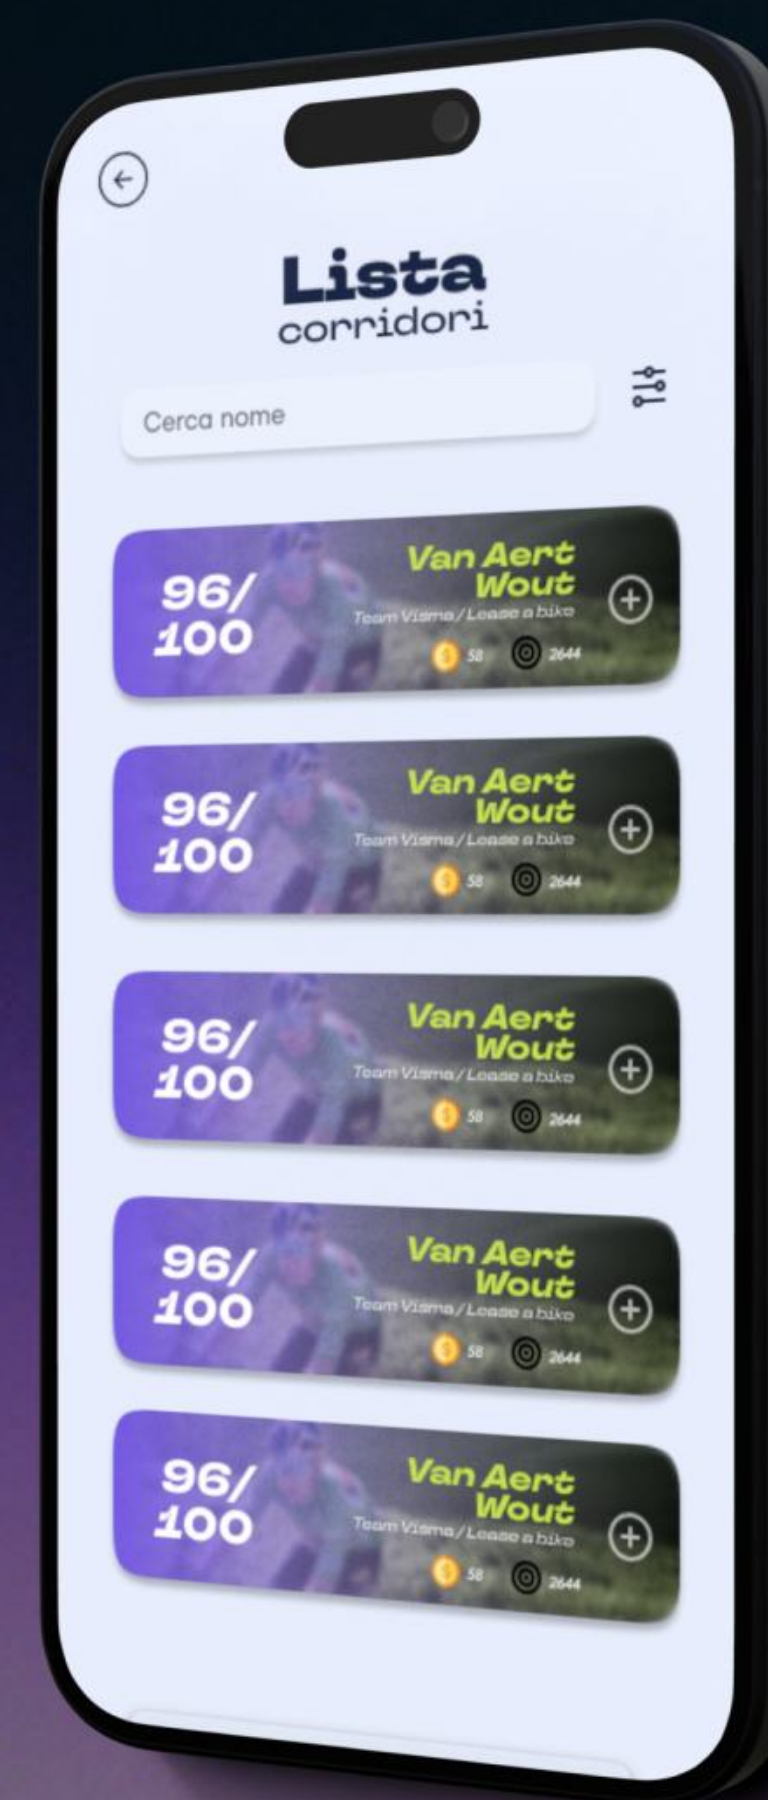 Lista
corridori
Cerca nome
96/
100
Van Aert
Wout
Team Visma/Lease a bike
58 2644
96/
100
Van Aert
Wout
Team Visma/Lease a bike
58 2644
96/
100
Van Aert
Wout
Team Visma/Lease a bike
58 2644
96/
100
Van Aert
Wout
Team Visma/Lease a bike
58 2644
96/
100
Van Aert
Wout
Team Visma/Lease a bike
58 2644